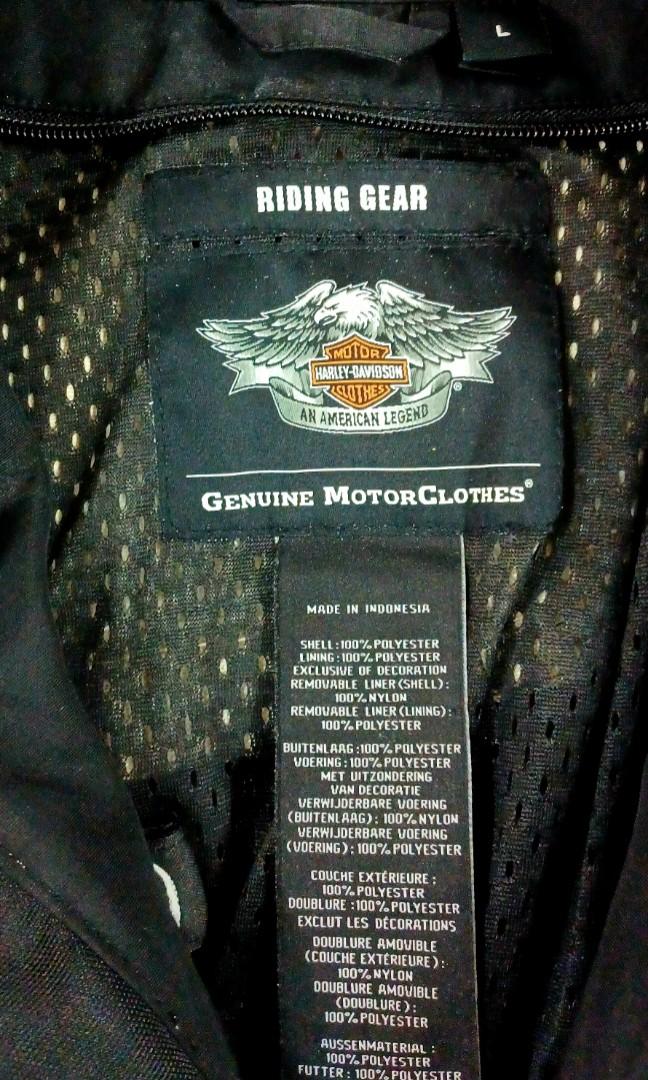 L
RIDING GEAR
MOTOR
HARLEY-DAVIDSON
CLOTHES
®
AN AMERICAN LEGEND
GENUINE MOTORCLOTHES®
MADE IN INDONESIA
SHELL:100% POLYESTER
LINING:100% POLYESTER
EXCLUSIVE OF DECORATION
REMOVABLE LINER (SHELL):
100% NYLON
REMOVABLE LINER (LINING):
100% POLYESTER
BUITENLAAG:100% POLYESTER
VOERING:100% POLYESTER
MET UITZONDERING
VAN DECORATIE
VERWIJDERBARE VOERING
(BUITENLAAG):100% NYLON
VERWIJDERBARE VOERING
(VOERING):100% POLYESTER
COUCHE EXTÉRIEURE :
100% POLYESTER
DOUBLURE :100% POLYESTER
EXCLUT LES DÉCORATIONS
DOUBLURE AMOVIBLE
(COUCHE EXTÉRIEURE) :
100% NYLON
DOUBLURE AMOVIBLE
(DOUBLURE) :
100% POLYESTER
AUSSENMATERIAL :
100% POLYESTER
FUTTER : 100% POLYESTER